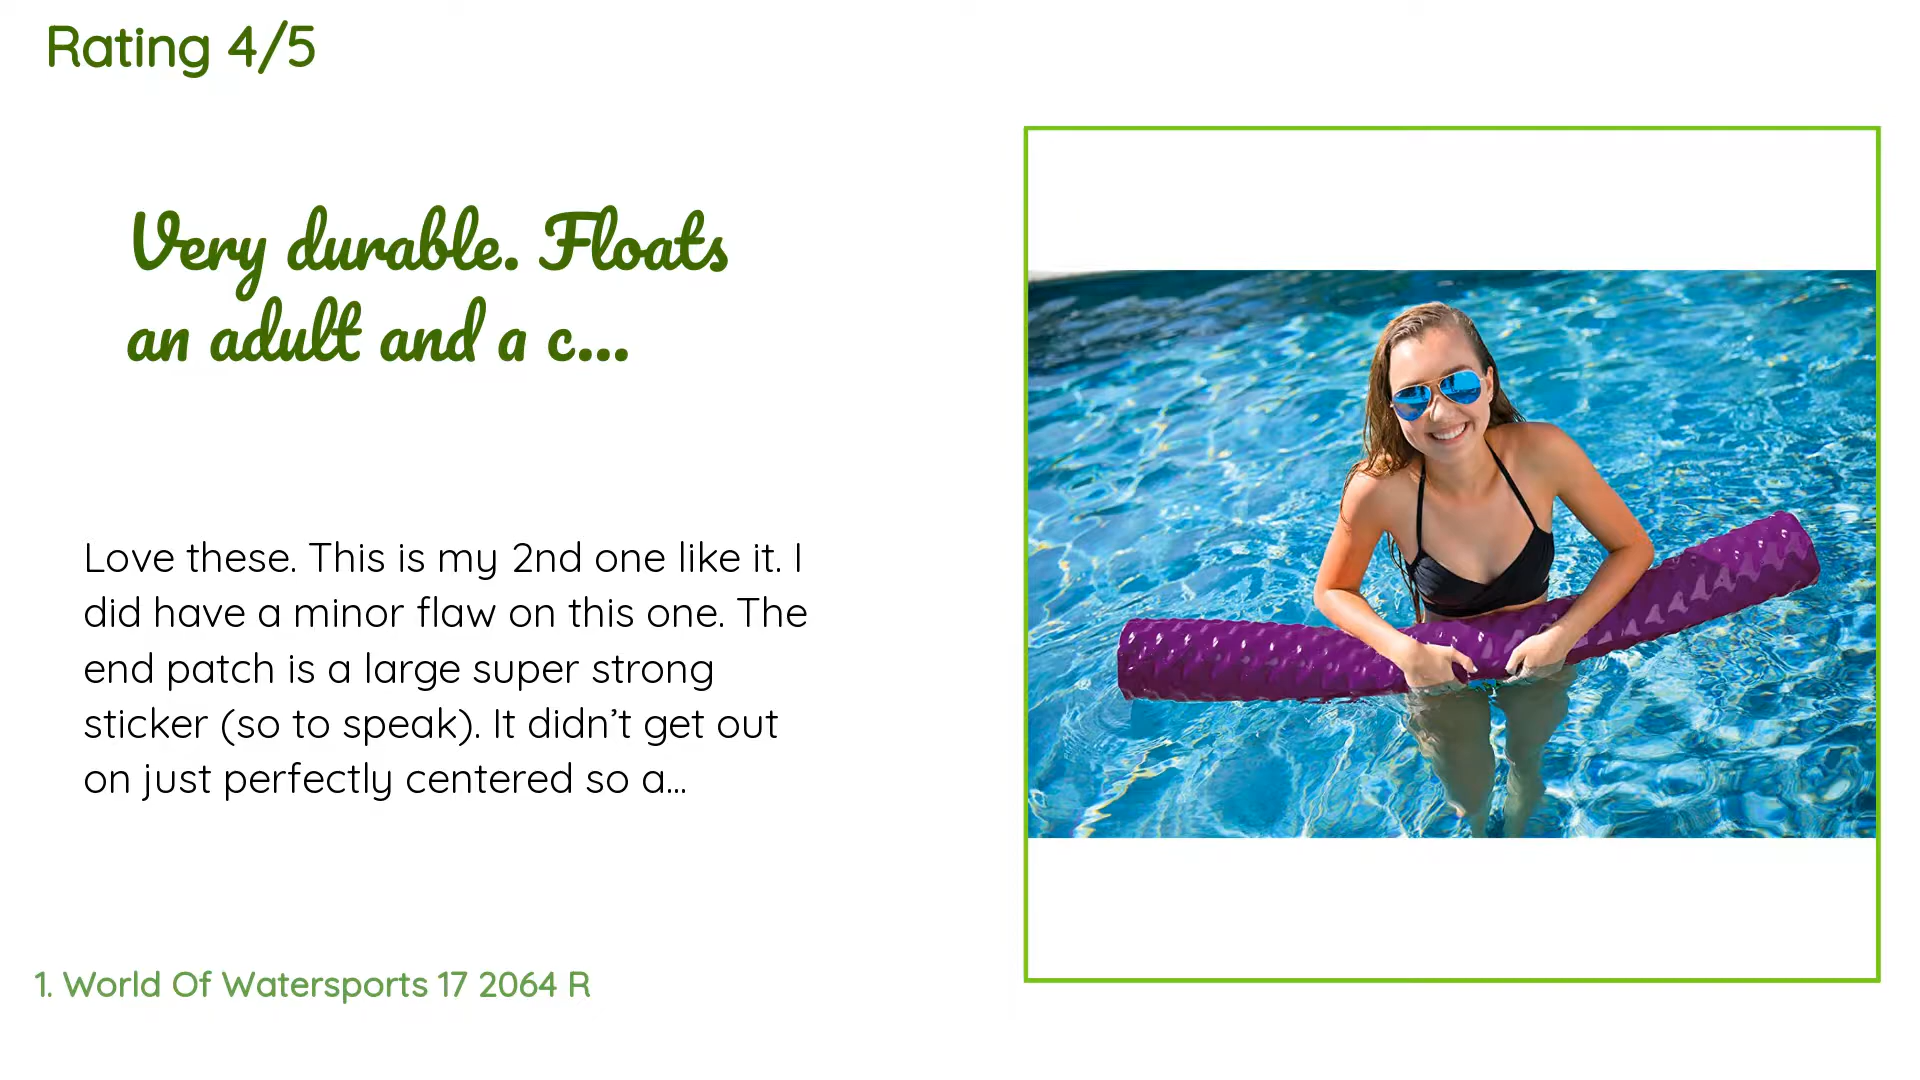 Rating 4/5
Very durable. Floats
an adult and a c...
Love these. This is my 2nd one like it. I
did have a minor flaw on this one. The
end patch is a large super strong
sticker (so to speak). It didn’t get out
on just perfectly centered so a...
1. World Of Watersports 17 2064 R